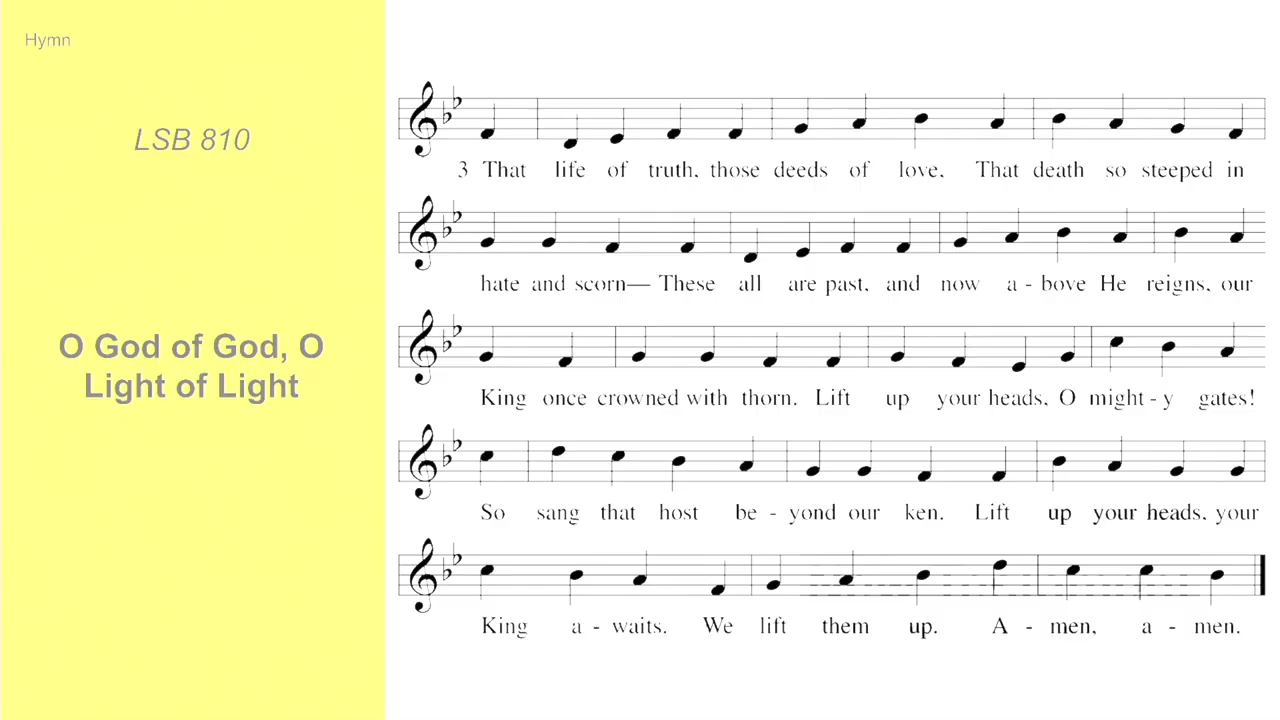 Hymn
LSB 810
O God of God, O
Light of Light
3 That life of truth, those deeds of love, That death so steeped in
hate and scorn— These all are past, and now a - bove He reigns, our
King once crowned with thorn. Lift up your heads, O might - y gates!
So sang that host be - yond our ken. Lift up your heads, your
King a - waits. We lift them up. A - men, a - men.